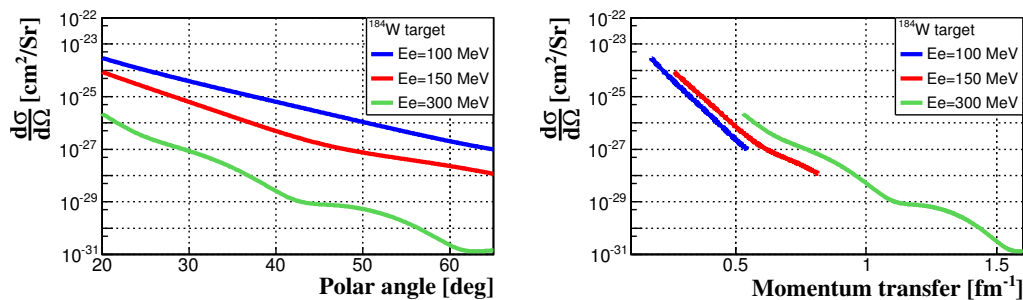 dσ/dΩ [cm²/Sr]
10⁻²²
10⁻²³
10⁻²⁵
10⁻²⁷
10⁻²⁹
10⁻³¹
¹⁸⁴W target
Ee=100 MeV
Ee=150 MeV
Ee=300 MeV
20 30 40 50 60
Polar angle [deg]
dσ/dΩ [cm²/Sr]
10⁻²²
10⁻²³
10⁻²⁵
10⁻²⁷
10⁻²⁹
10⁻³¹
¹⁸⁴W target
Ee=100 MeV
Ee=150 MeV
Ee=300 MeV
0.5 1 1.5
Momentum transfer [fm⁻¹]